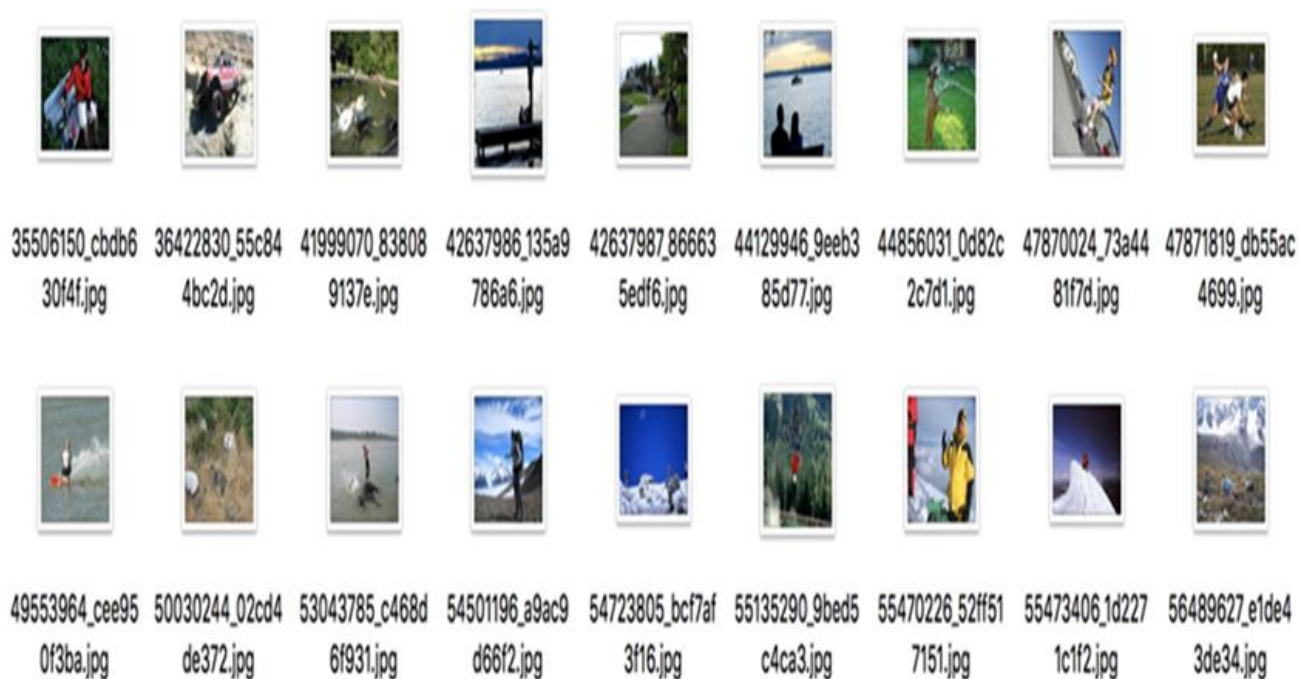 35506150_cbdb6 36422830_55c84 41999070_83808 42637986_135a9 42637987_86663 44129946_9eeb3 44856031_0d82c 47870024_73a44 47871819_db55ac
30f4f.jpg 4bc2d.jpg 9137e.jpg 786a6.jpg 5edf6.jpg 85d77.jpg 2c7d1.jpg 81f7d.jpg 4699.jpg
49553964_cee95 50030244_02cd4 53043785_c468d 54501196_a9ac9 54723805_bcf7af 55135290_9bed5 55470226_52ff51 55473406_1d227 56489627_e1de4
0f3ba.jpg de372.jpg 6f931.jpg d66f2.jpg 3f16.jpg c4ca3.jpg 7151.jpg 1c1f2.jpg 3de34.jpg